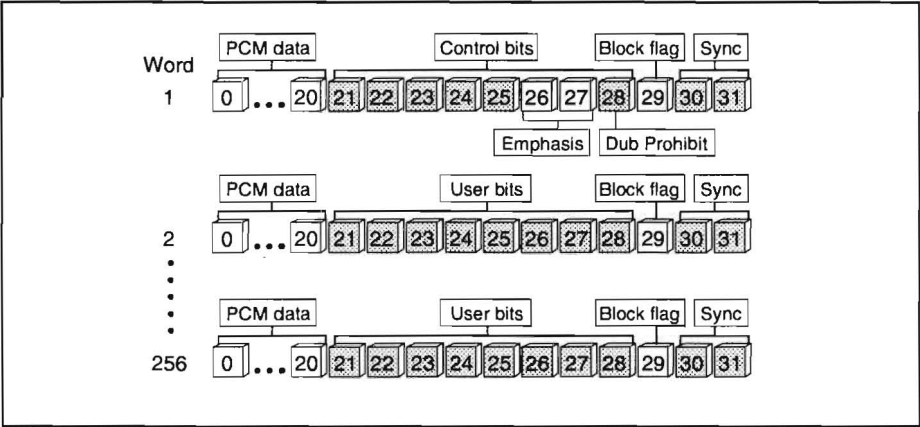 PCM data Control bits Block flag Sync
Word
1 0 ... 20 21 22 23 24 25 26 27 28 29 30 31
Emphasis Dub Prohibit
PCM data User bits Block flag Sync
2 0 ... 20 21 22 23 24 25 26 27 28 29 30 31
PCM data User bits Block flag Sync
256 0 ... 20 21 22 23 24 25 26 27 28 29 30 31